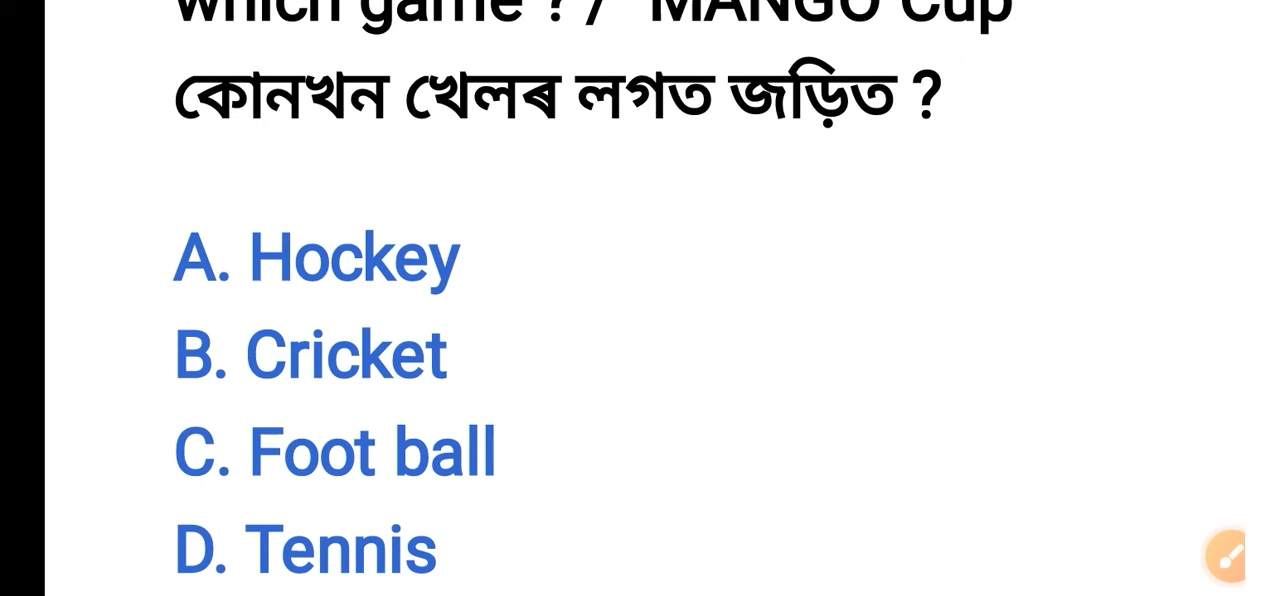 which game ? / "MANGO Cup
কোনখন খেলৰ লগত জড়িত ?
A. Hockey
B. Cricket
C. Foot ball
D. Tennis